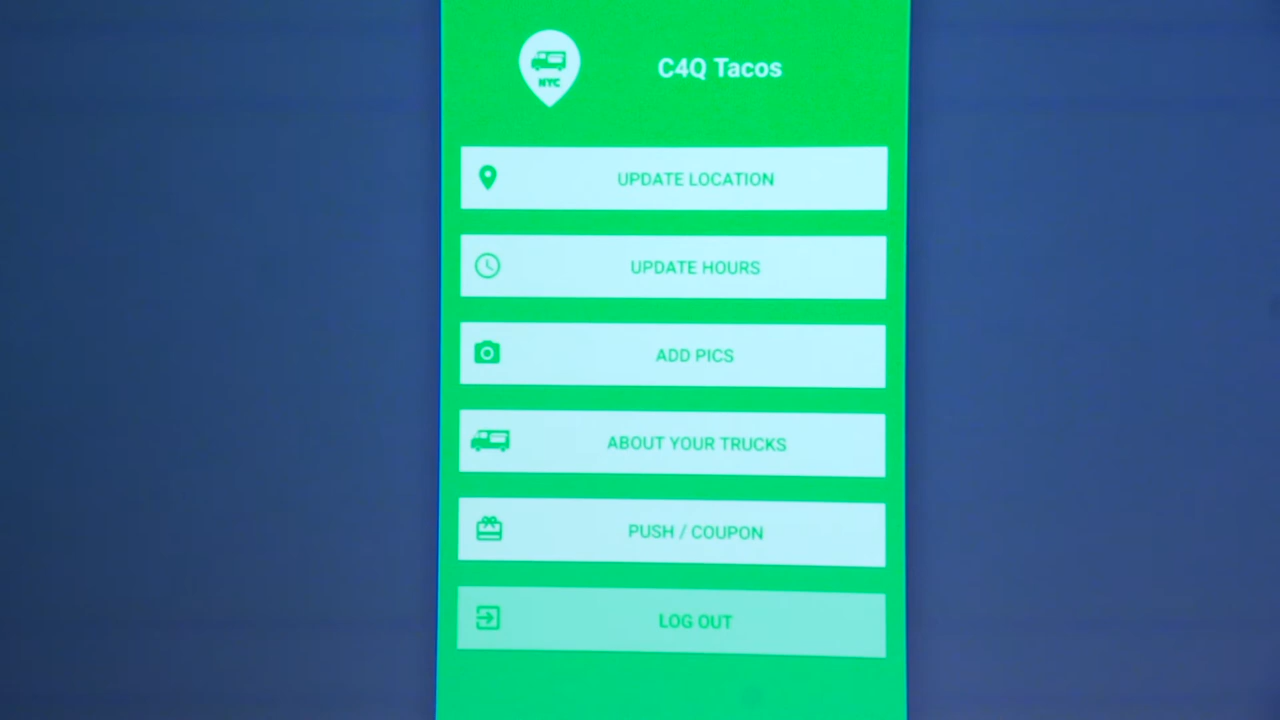 NYC
C4Q Tacos
UPDATE LOCATION
UPDATE HOURS
ADD PICS
ABOUT YOUR TRUCKS
PUSH / COUPON
LOG OUT